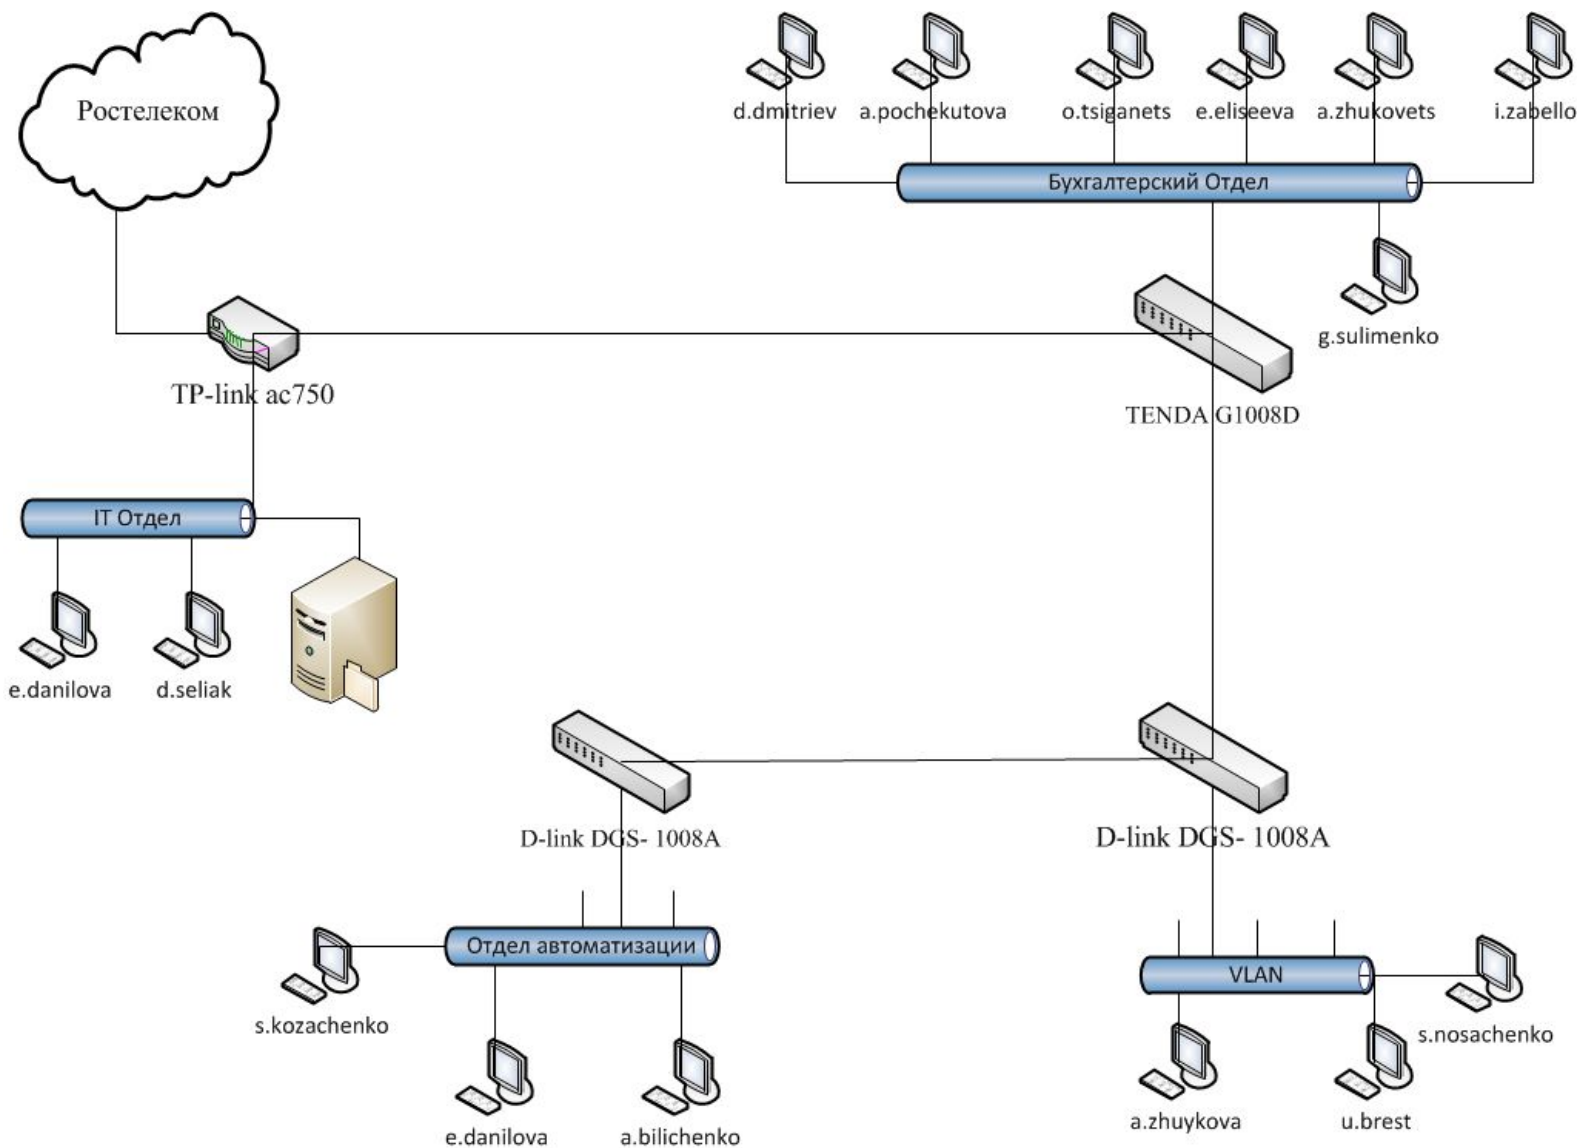 Ростелеком
d.dmitriev
a.pochekutova
o.tsiganets
e.eliseeva
a.zhukovets
i.zabello
Бухгалтерский Отдел
g.sulimenko
TP-link ac750
TENDA G1008D
IT Отдел
e.danilova
d.seliak
D-link DGS- 1008A
D-link DGS- 1008A
Отдел автоматизации
VLAN
s.kozachenko
s.nosachenko
e.danilova
a.bilichenko
a.zhuykova
u.brest